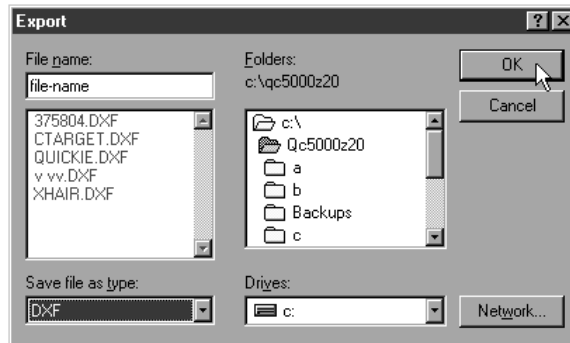 Export
File name:
file-name
375804.DXF
CTARGET.DXF
QUICKIE.DXF
v vv.DXF
XHAIR.DXF
Save file as type:
DXF
Folders:
c:\qc5000z20
c:\
Qc5000z20
a
b
Backups
c
Drives:
c:
OK
Cancel
Network...